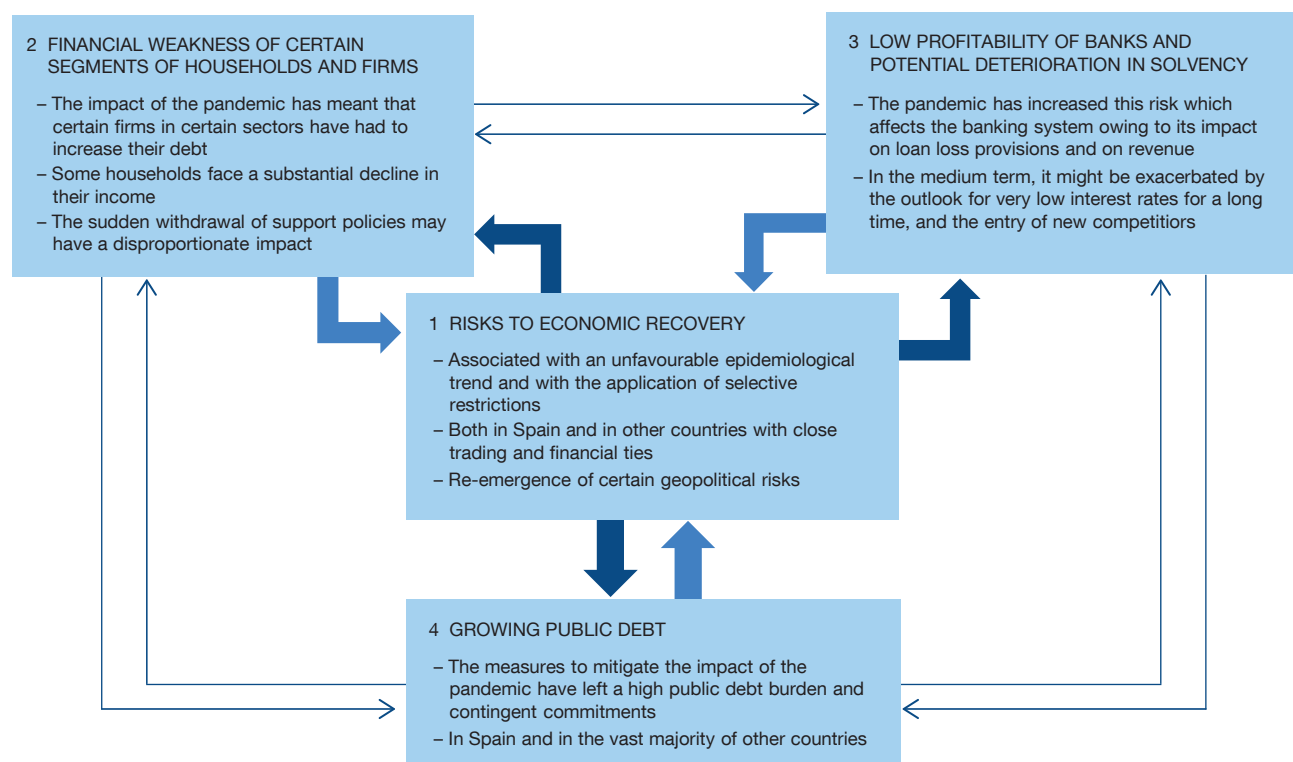 2 FINANCIAL WEAKNESS OF CERTAIN
SEGMENTS OF HOUSEHOLDS AND FIRMS
– The impact of the pandemic has meant that
certain firms in certain sectors have had to
increase their debt
– Some households face a substantial decline in
their income
– The sudden withdrawal of support policies may
have a disproportionate impact
3 LOW PROFITABILITY OF BANKS AND
POTENTIAL DETERIORATION IN SOLVENCY
– The pandemic has increased this risk which
affects the banking system owing to its impact
on loan loss provisions and on revenue
– In the medium term, it might be exacerbated by
the outlook for very low interest rates for a long
time, and the entry of new competitors
1 RISKS TO ECONOMIC RECOVERY
– Associated with an unfavourable epidemiological
trend and with the application of selective
restrictions
– Both in Spain and in other countries with close
trading and financial ties
– Re-emergence of certain geopolitical risks
4 GROWING PUBLIC DEBT
– The measures to mitigate the impact of the
pandemic have left a high public debt burden and
contingent commitments
– In Spain and in the vast majority of other countries